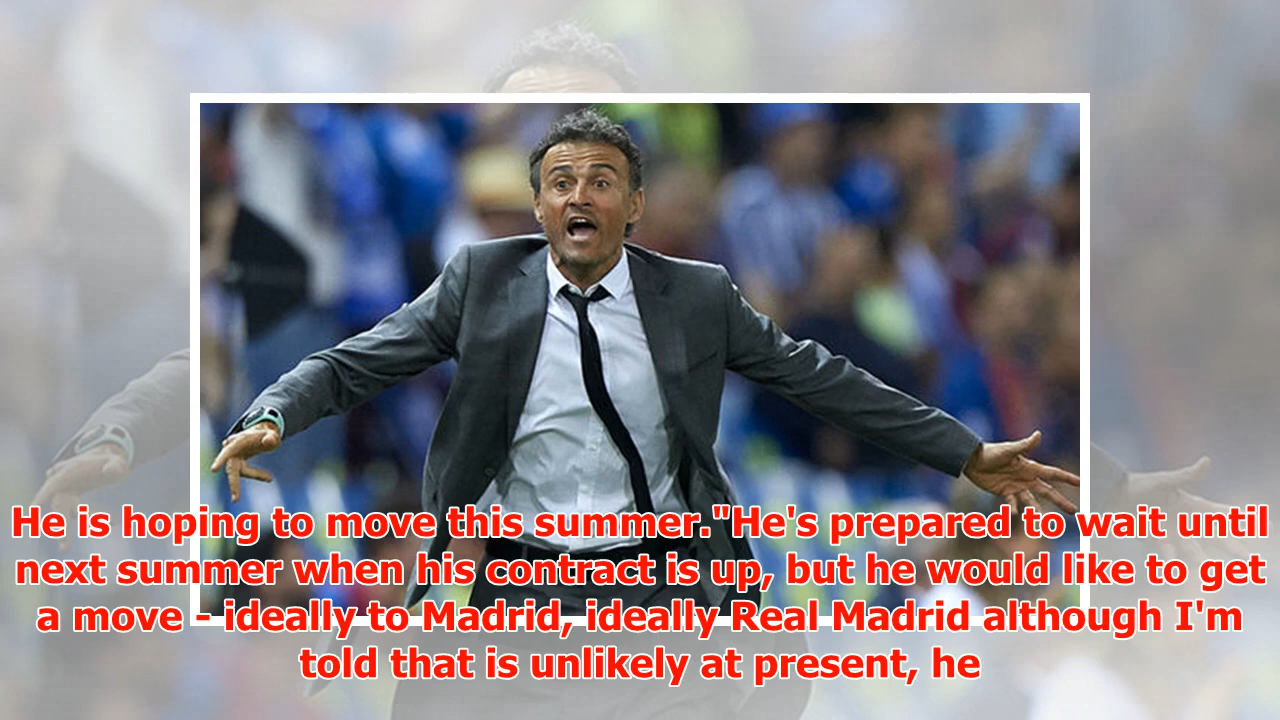 He is hoping to move this summer."He's prepared to wait until
next summer when his contract is up, but he would like to get
a move - ideally to Madrid, ideally Real Madrid although I'm
told that is unlikely at present, he